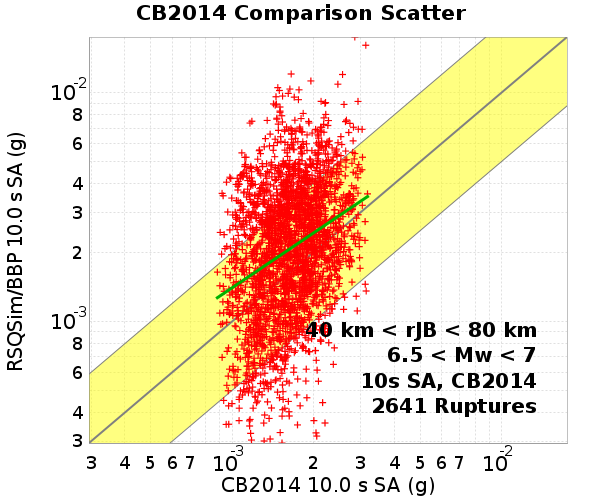 CB2014 Comparison Scatter
RSQSim/BBP 10.0 s SA (g)
10-2
8
6
4
3
2
10-3
8
6
4
3
40 km < rJB < 80 km
6.5 < Mw < 7
10s SA, CB2014
2641 Ruptures
3 4 5 6 7 10-3 2 3 4 5 6 7 10-2
CB2014 10.0 s SA (g)